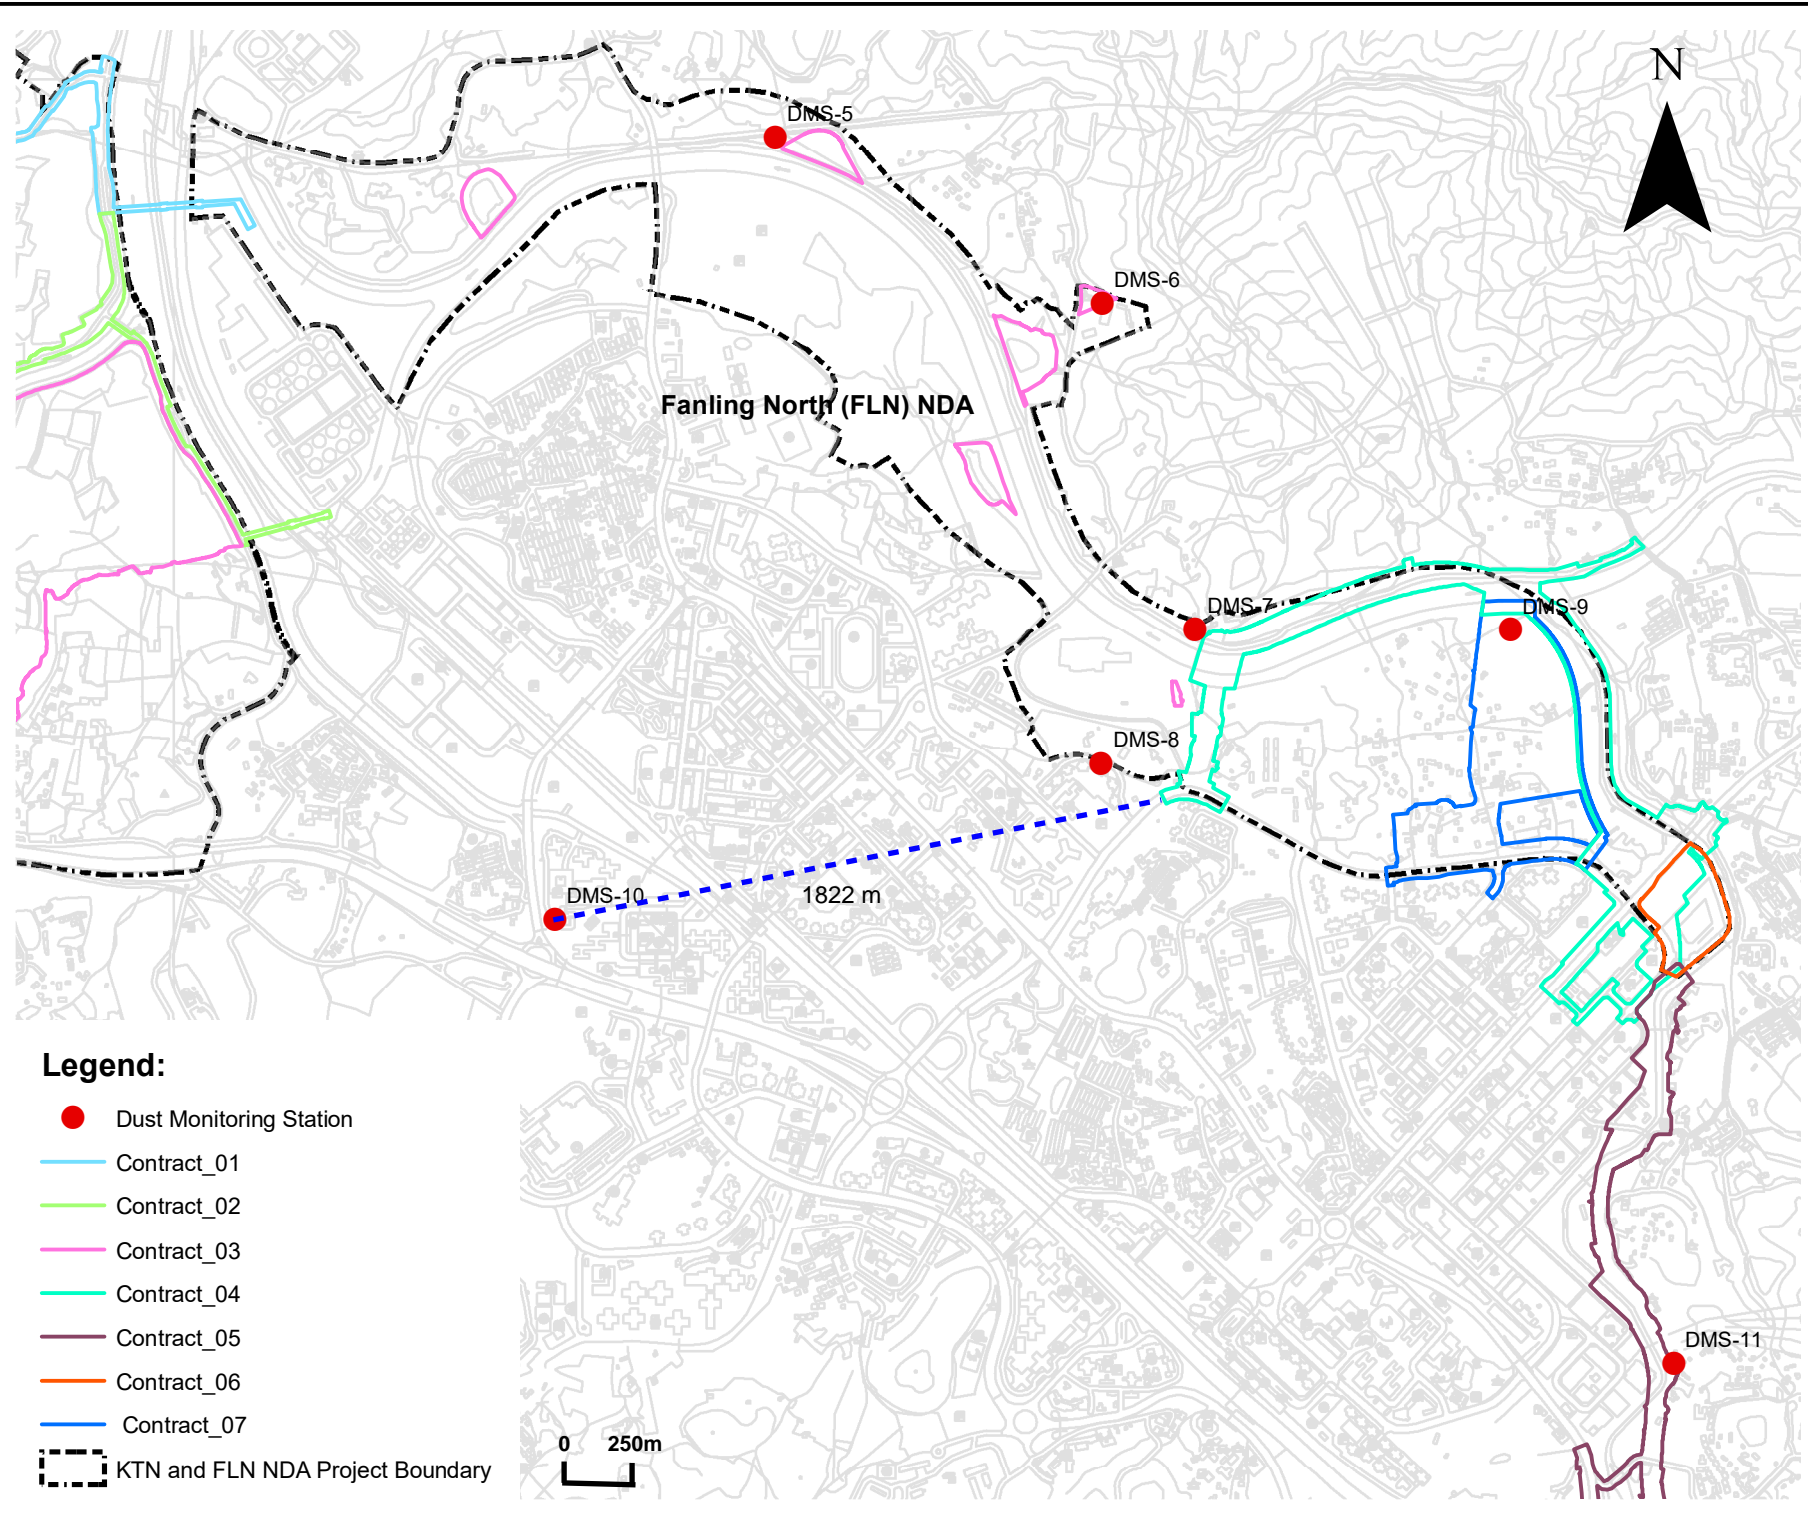 N
DMS-5
DMS-6
Fanling North (FLN) NDA
DMS-7
DMS-9
DMS-8
DMS-10
1822 m
DMS-11
Legend:
Dust Monitoring Station
Contract_01
Contract_02
Contract_03
Contract_04
Contract_05
Contract_06
Contract_07
KTN and FLN NDA Project Boundary
0 250m